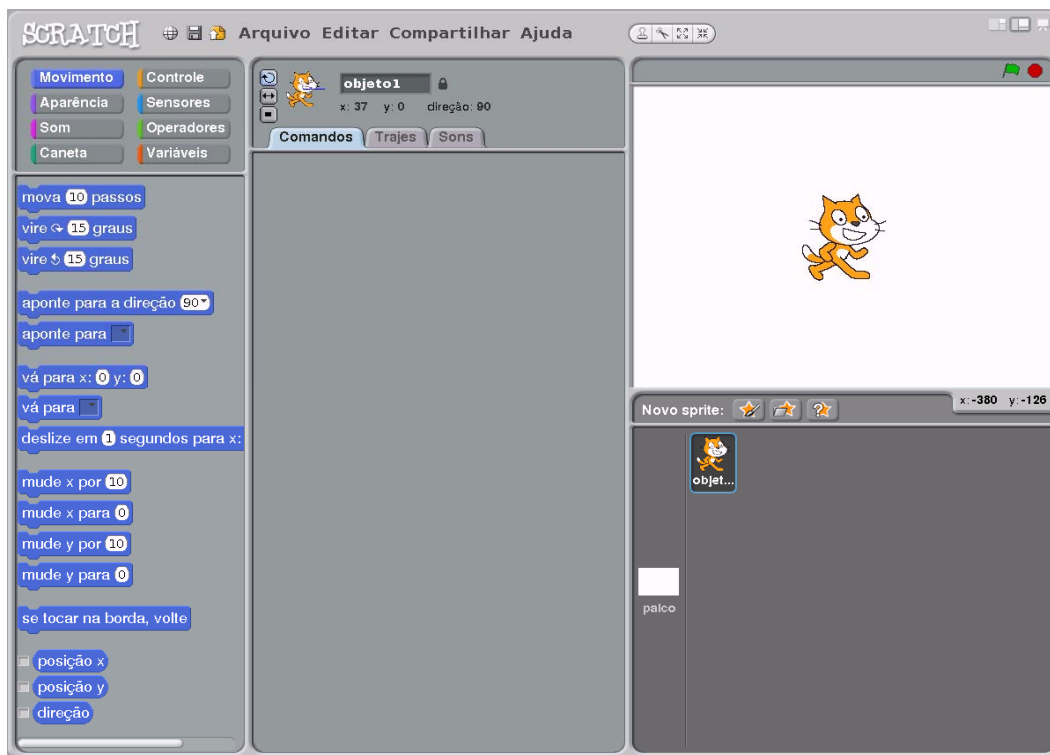 SCRATCH Arquivo Editar Compartilhar Ajuda
Movimento Controle
Aparência Sensores
Som Operadores
Caneta Variáveis
mova 10 passos
vire 15 graus
vire 15 graus
aponte para a direção 90
aponte para
vá para x: 0 y: 0
vá para
deslize em 1 segundos para x:
mude x por 10
mude x para 0
mude y por 10
mude y para 0
se tocar na borda, volte
posição x
posição y
direção
objeto1
x: 37 y: 0 direção: 90
Comandos Trajes Sons
Novo sprite:
x:-380 y:-126
objet...
palco